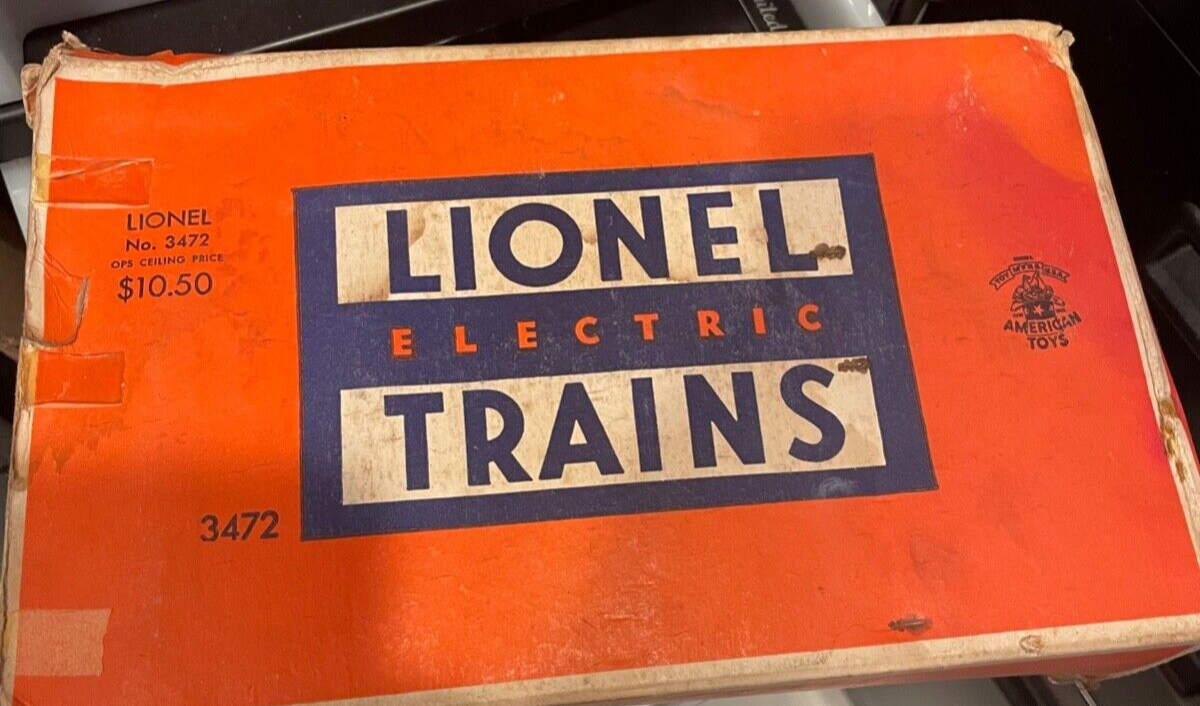 LIONEL
No. 3472
OPS CEILING PRICE
$10.50
LIONEL
ELECTRIC
TRAINS
3472
AMERICAN
TOYS